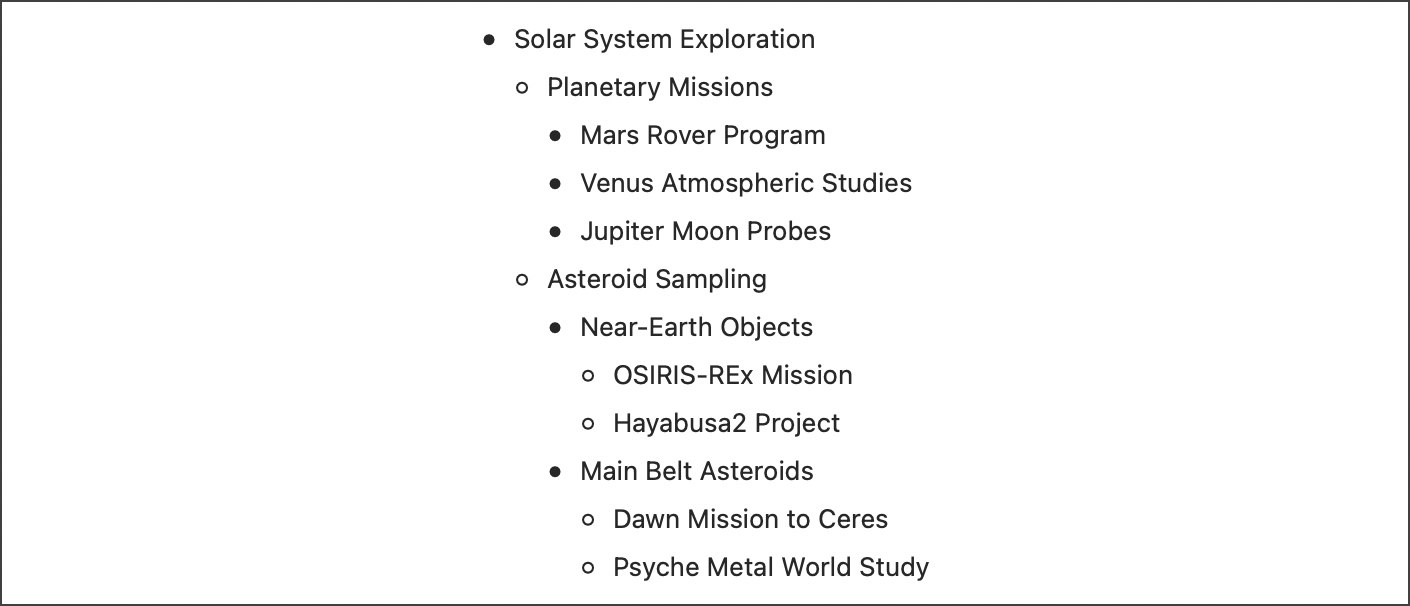 Solar System Exploration
Planetary Missions
Mars Rover Program
Venus Atmospheric Studies
Jupiter Moon Probes
Asteroid Sampling
Near-Earth Objects
OSIRIS-REx Mission
Hayabusa2 Project
Main Belt Asteroids
Dawn Mission to Ceres
Psyche Metal World Study